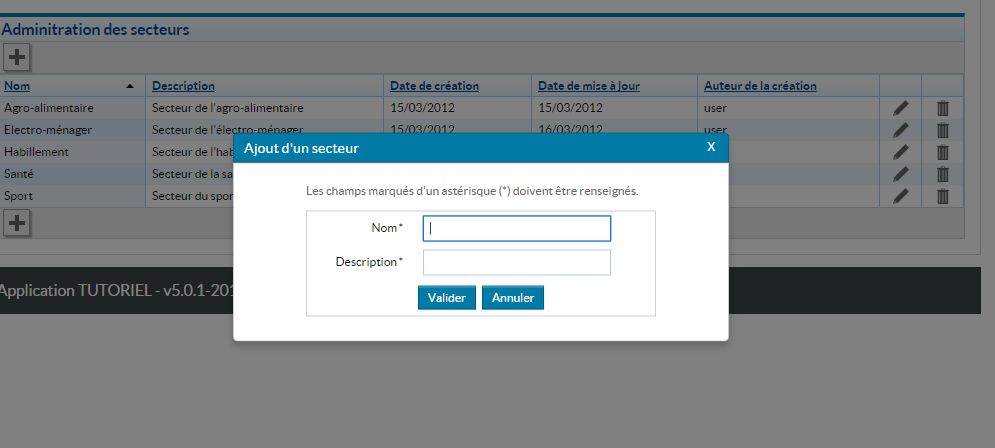 Adminitration des secteurs
Nom Description Date de création Date de mise à jour Auteur de la création
Agro-alimentaire Secteur de l'agro-alimentaire 15/03/2012 15/03/2012 user
Electro-ménager Secteur de l'électro-ménager 15/03/2012 16/03/2012 user
Habillement Secteur de l'hab
Santé Secteur de la sa
Sport Secteur du spor
Ajout d'un secteur X
Les champs marqués d'un astérisque (*) doivent être renseignés.
Nom *
Description *
Valider Annuler
Application TUTORIEL - v5.0.1-201